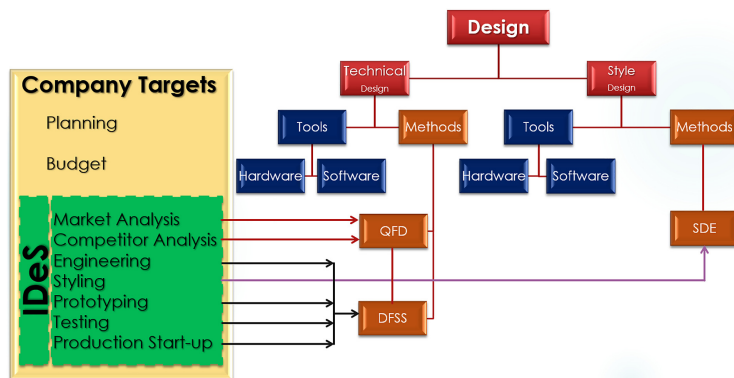 Design
Technical
Design
Style
Design
Company Targets
Planning
Budget
Tools
Methods
Tools
Methods
Hardware
Software
Hardware
Software
IDeS
Market Analysis
Competitor Analysis
Engineering
Styling
Prototyping
Testing
Production Start-up
QFD
SDE
DFSS